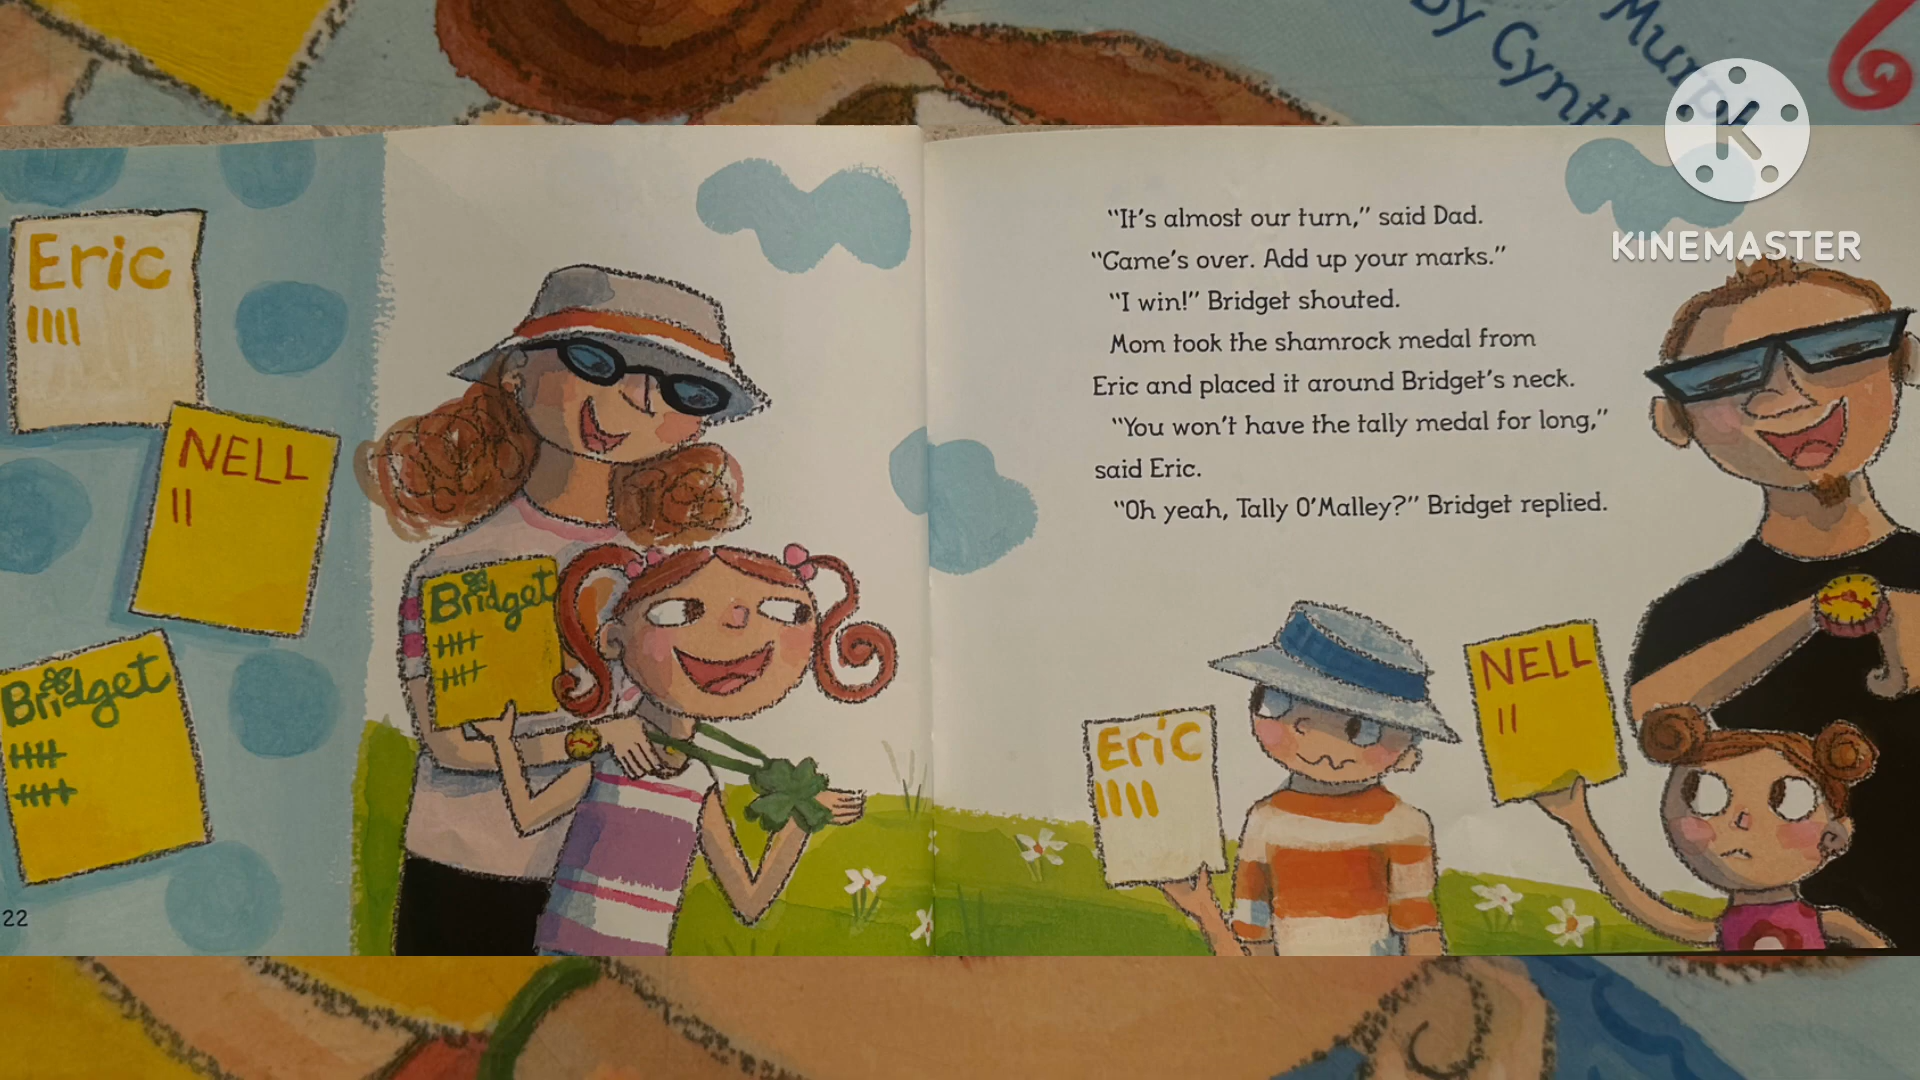 by Cynt
Eric
NELL
Bridget
22
Bridget
"It's almost our turn," said Dad.
"Game's over. Add up your marks."
"I win!" Bridget shouted.
Mom took the shamrock medal from
Eric and placed it around Bridget's neck.
"You won't have the tally medal for long,"
said Eric.
"Oh yeah, Tally O'Malley?" Bridget replied.
Eric
NELL
K
KINEMASTER